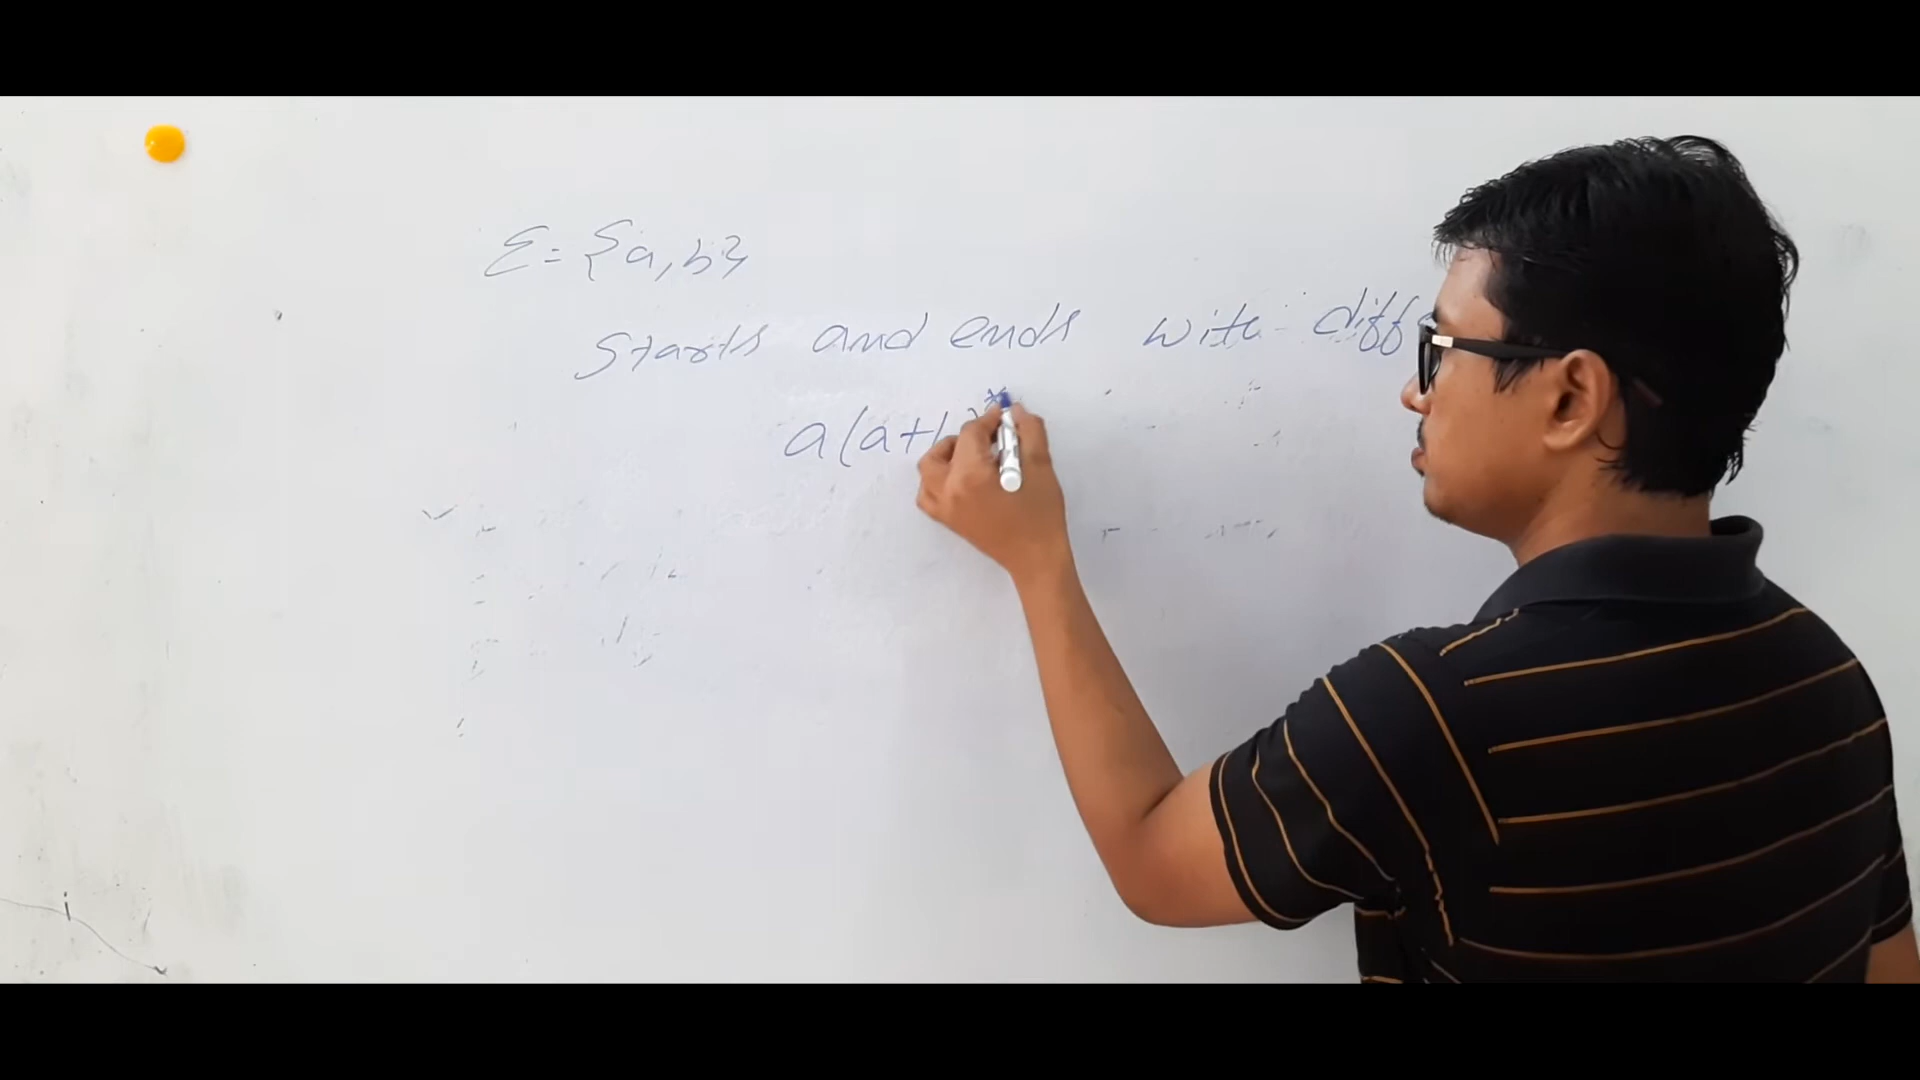 Σ = {a, b}
Starts and ends with diff
a(a+b)*